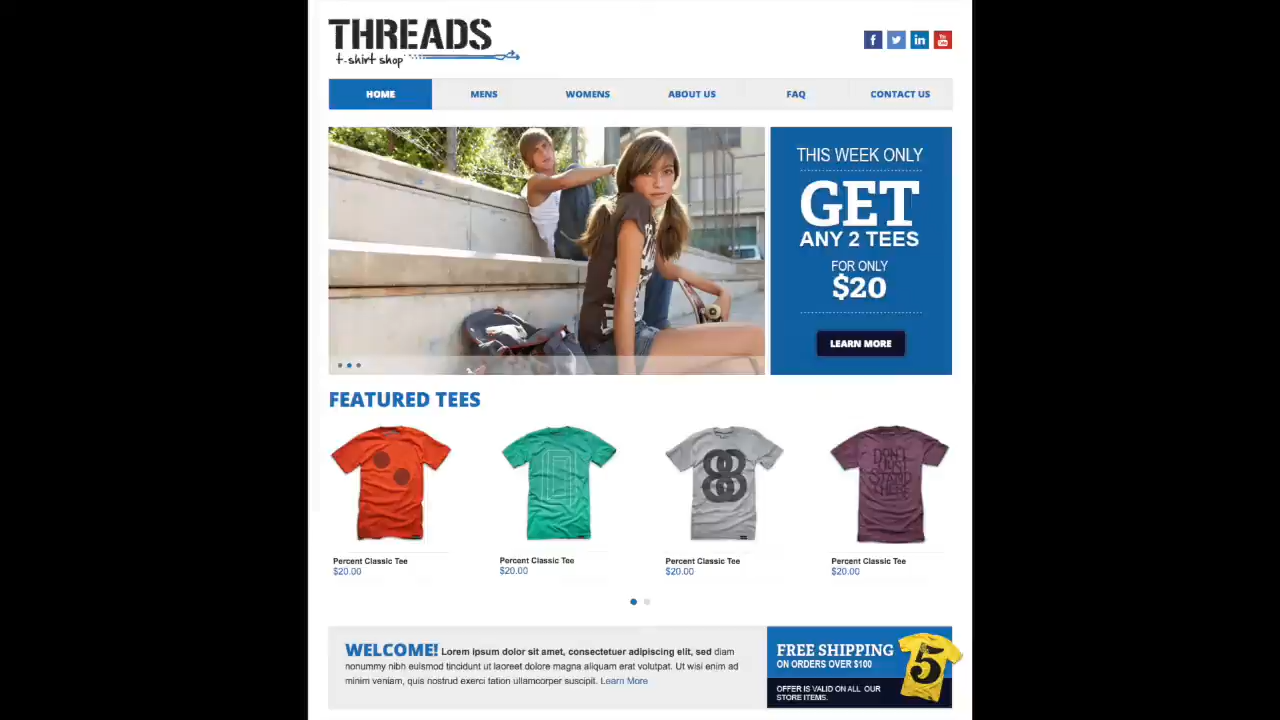 THREADS
t-shirt shop
HOME MENS WOMENS ABOUT US FAQ CONTACT US
THIS WEEK ONLY
GET
ANY 2 TEES
FOR ONLY
$20
LEARN MORE
FEATURED TEES
DON'T
JUST
STAND
THERE
Percent Classic Tee Percent Classic Tee Percent Classic Tee Percent Classic Tee
$20.00 $20.00 $20.00 $20.00
WELCOME! Lorem ipsum dolor sit amet, consectetuer adipiscing elit, sed diam
nonummy nibh euismod tincidunt ut laoreet dolore magna aliquam erat volutpat. Ut wisi enim ad
minim veniam, quis nostrud exerci tation ullamcorper suscipit. Learn More
FREE SHIPPING
ON ORDERS OVER $100
5
OFFER IS VALID ON ALL OUR
STORE ITEMS.